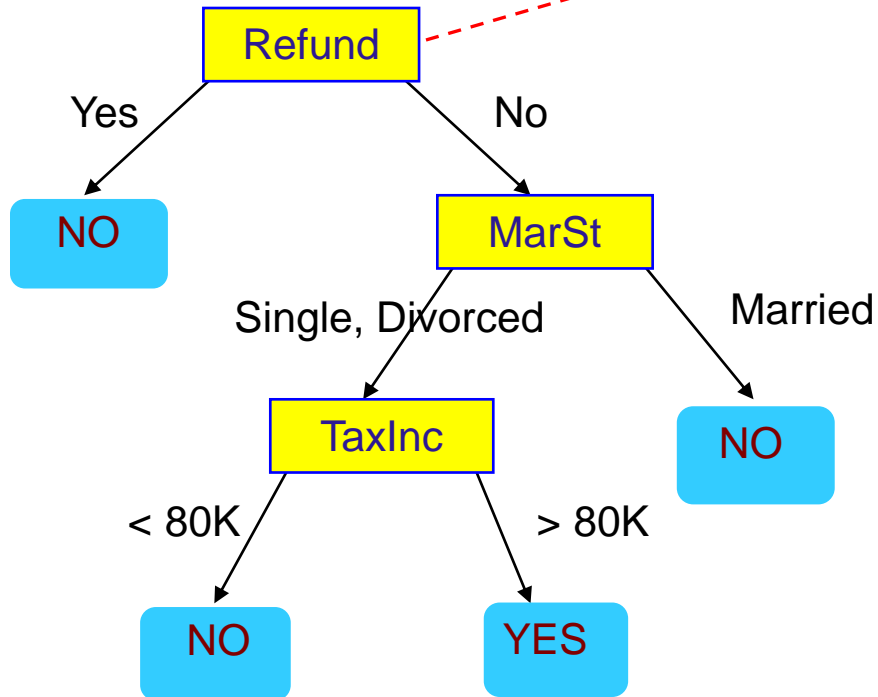 Refund
Yes
No
NO
MarSt
Single, Divorced
Married
TaxInc
NO
< 80K
> 80K
NO
YES